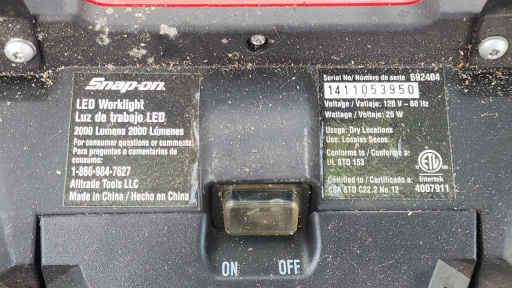 Snap-on
LED Worklight
Luz de trabajo LED
2000 Lumens 2000 Lúmenes
For consumer questions or comments.
Para preguntas o comentarios de
consumo:
1-866-984-7627
Alltrade Tools LLC
Made in China / Hecho en China
Serial No/ Nombre de serie 692404
1411053950
Voltage / Valiaje: 120 V ~ 60 Hz
Wattage / Voltaje: 25 W
Usage: Dry Locations
Uso: Locales Secos
Conforms to / Conforme a:
UL STD 153
Certified to / Certificado a:
CSA STD C22.2 No. 12
Intertek
4007911
ON OFF